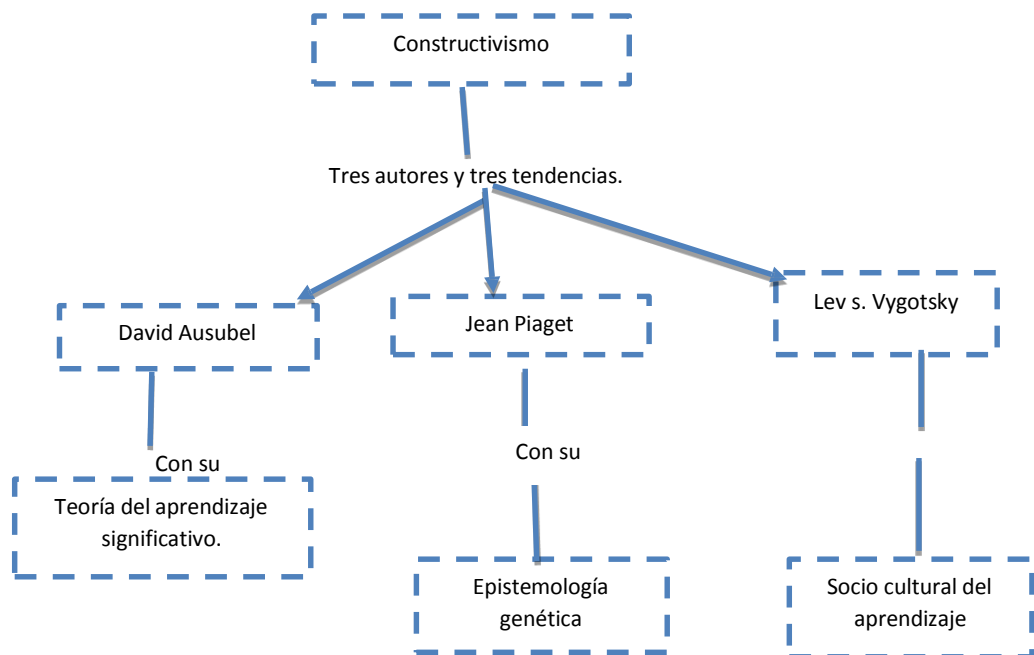 Constructivismo
Tres autores y tres tendencias.
David Ausubel
Jean Piaget
Lev s. Vygotsky
Con su
Con su
Teoría del aprendizaje
significativo.
Epistemología
genética
Socio cultural del
aprendizaje